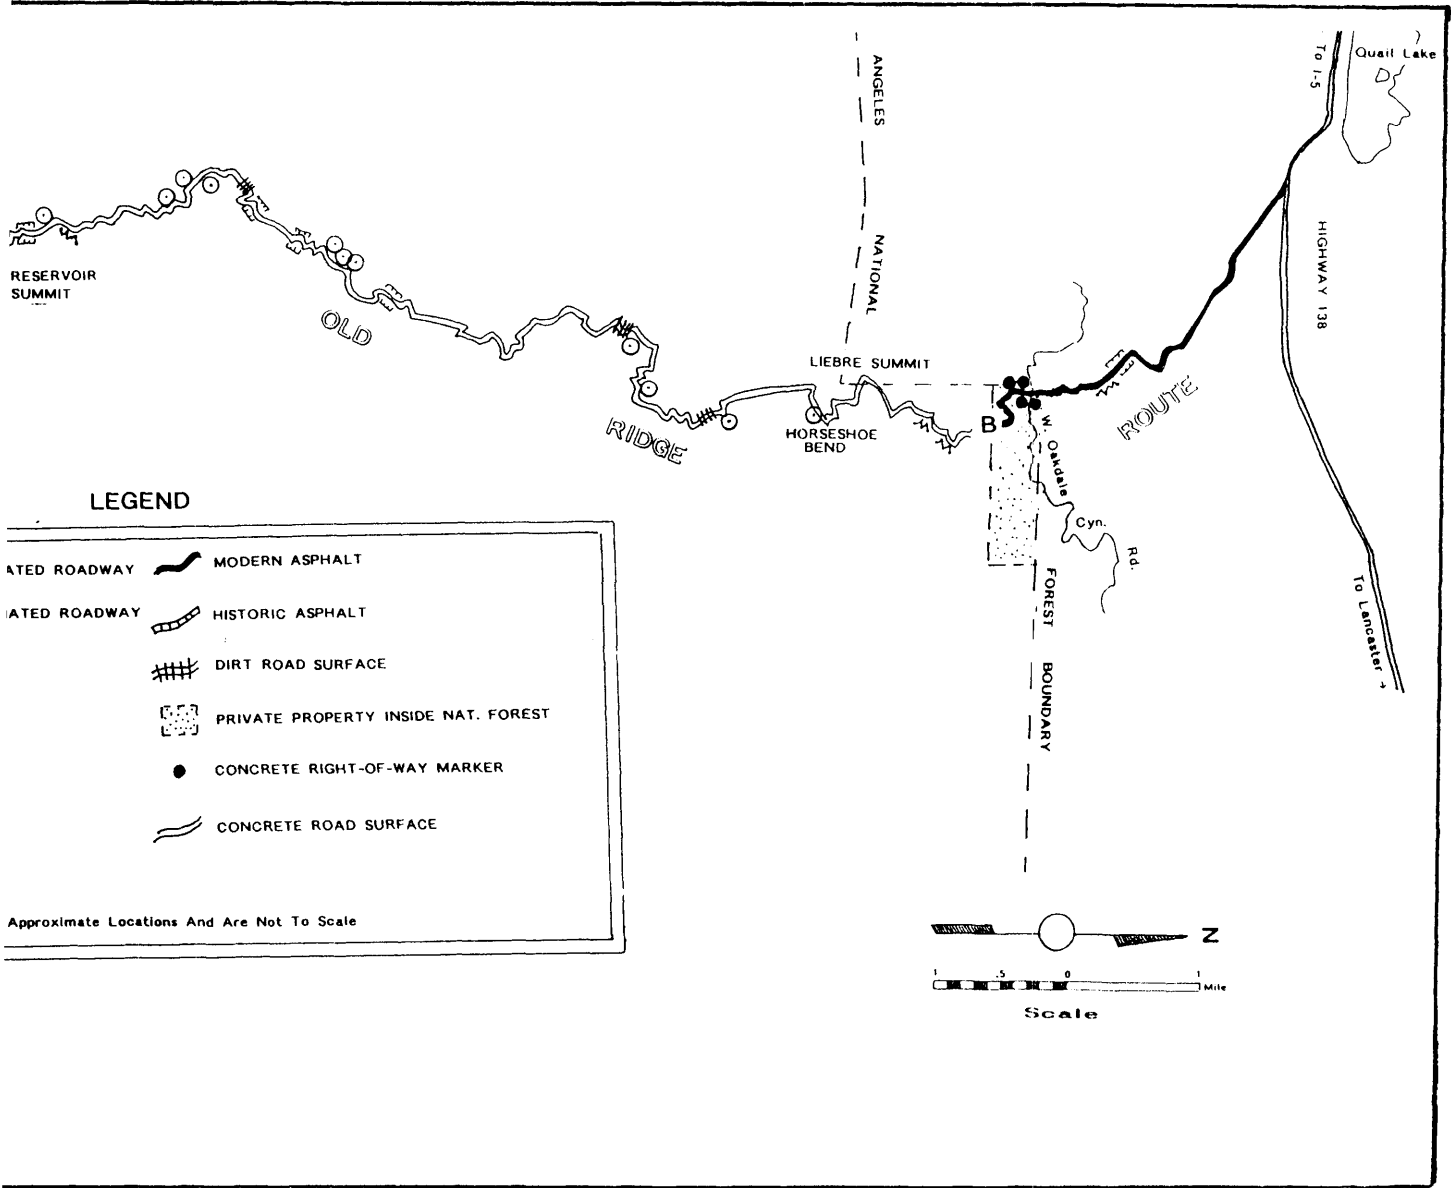 Quail Lake
To I-5
ANGELES
NATIONAL
HIGHWAY 138
RESERVOIR
SUMMIT
OLD
LIEBRE SUMMIT
RIDGE
HORSESHOE
BEND
B
ROUTE
W. Oakdale
Cyn.
Rd.
LEGEND
ATED ROADWAY
MODERN ASPHALT
ATED ROADWAY
HISTORIC ASPHALT
DIRT ROAD SURFACE
PRIVATE PROPERTY INSIDE NAT. FOREST
CONCRETE RIGHT-OF-WAY MARKER
CONCRETE ROAD SURFACE
Approximate Locations And Are Not To Scale
FOREST
BOUNDARY
To Lancaster →
N
1 .5 0 1
Mile
Scale